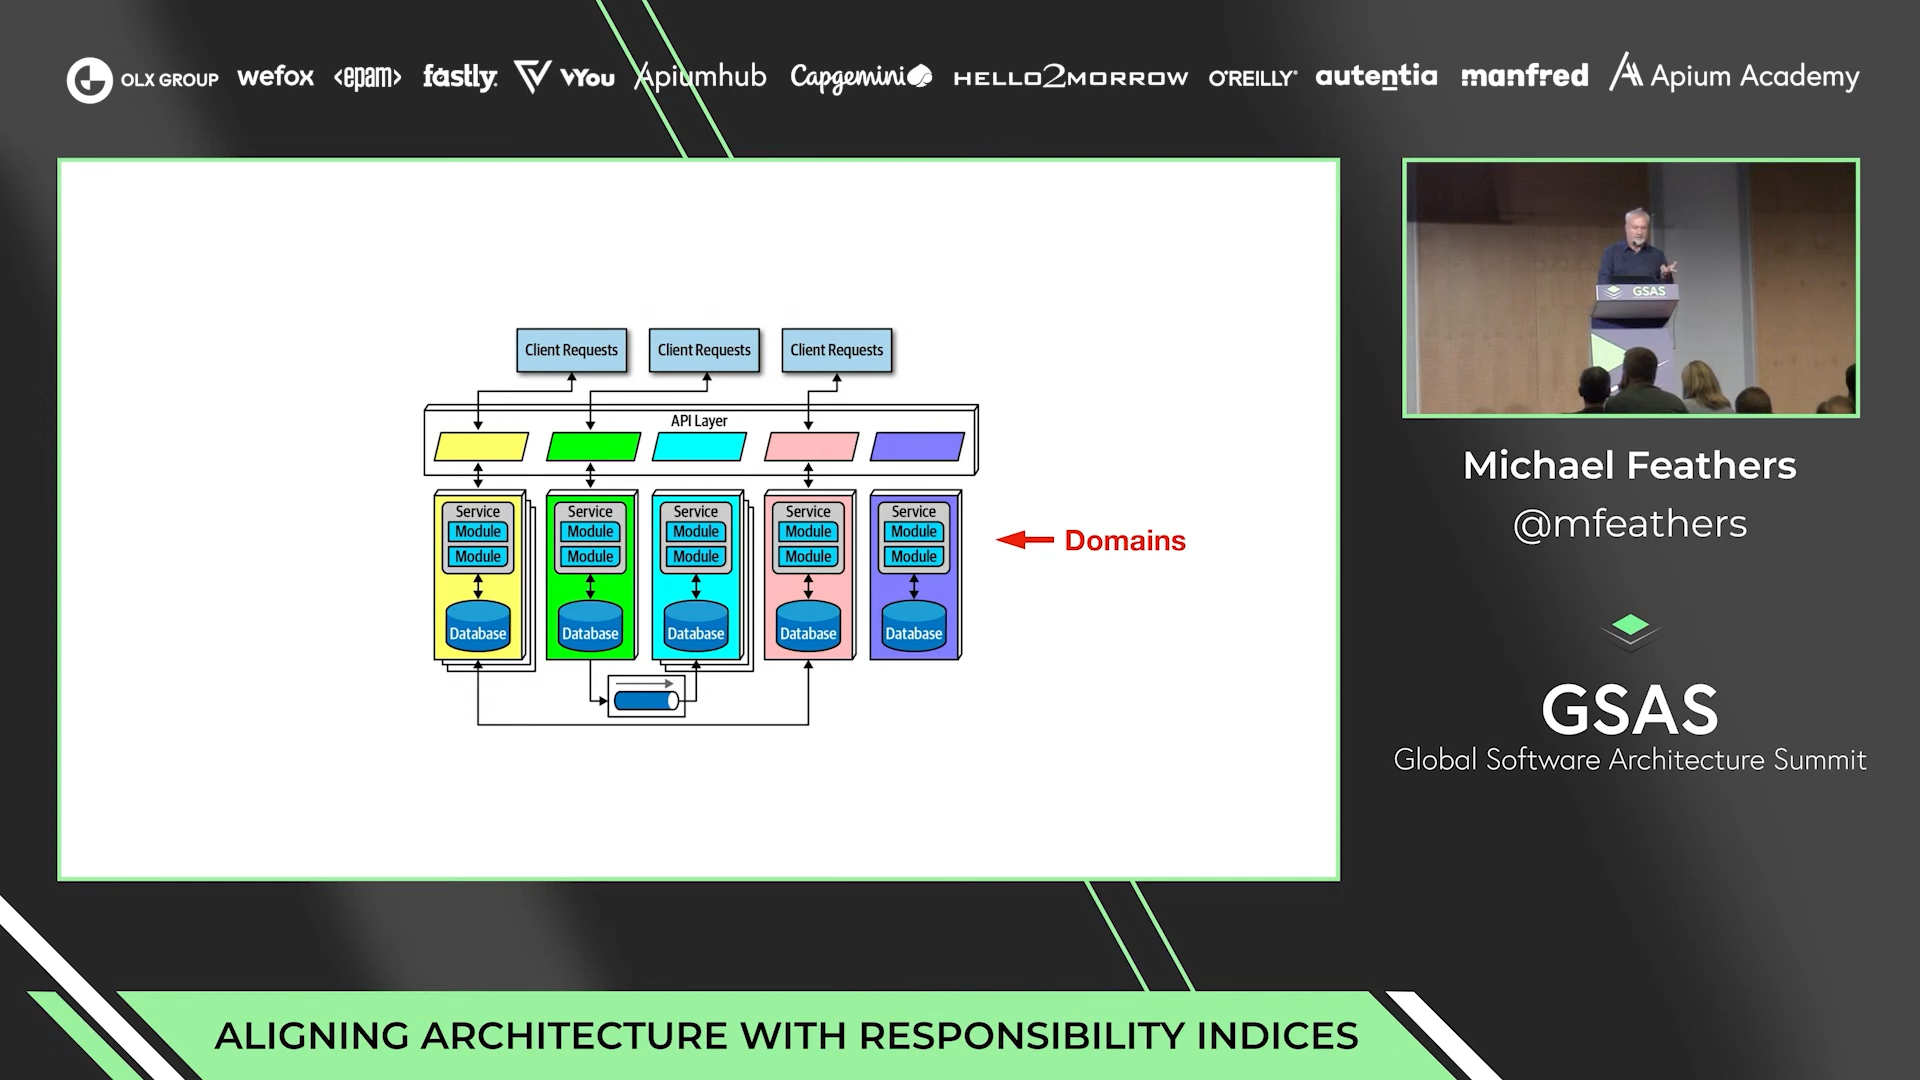 OLX GROUP wefox <epam> fastly. VYou Apiumhub Capgemini HELLO2MORROW O'REILLY® autentia manfred Apium Academy
Client Requests Client Requests Client Requests
API Layer
Service Service Service Service Service
Module Module Module Module Module
Module Module Module Module Module
Database Database Database Database Database
Domains
GSAS
Michael Feathers
@mfeathers
GSAS
Global Software Architecture Summit
ALIGNING ARCHITECTURE WITH RESPONSIBILITY INDICES